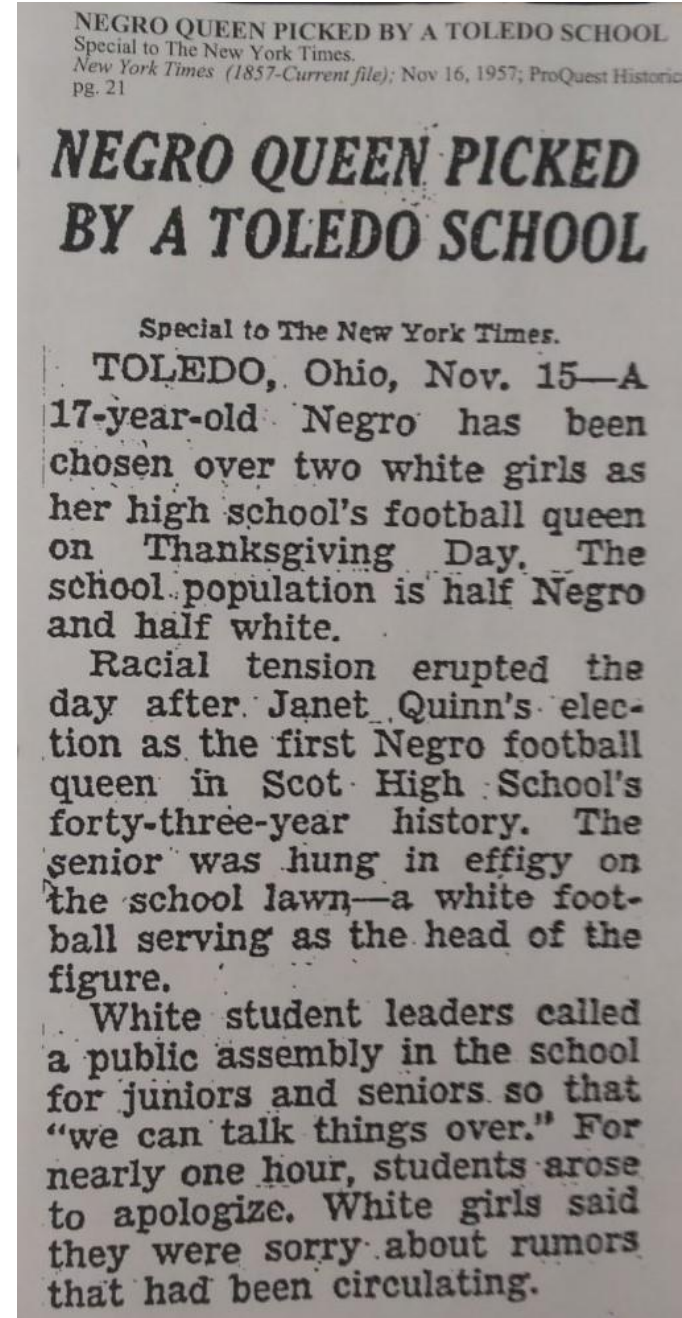 NEGRO QUEEN PICKED BY A TOLEDO SCHOOL
Special to The New York Times.
New York Times (1857-Current file); Nov 16, 1957; ProQuest Historic
pg. 21
NEGRO QUEEN PICKED
BY A TOLEDO SCHOOL
Special to The New York Times.
TOLEDO, Ohio, Nov. 15—A
17-year-old Negro has been
chosen over two white girls as
her high school's football queen
on Thanksgiving Day. The
school population is half Negro
and half white.
Racial tension erupted the
day after Janet Quinn's elec-
tion as the first Negro football
queen in Scot High School's
forty-three-year history. The
senior was hung in effigy on
the school lawn—a white foot-
ball serving as the head of the
figure.
White student leaders called
a public assembly in the school
for juniors and seniors so that
"we can talk things over." For
nearly one hour, students arose
to apologize. White girls said
they were sorry about rumors
that had been circulating.